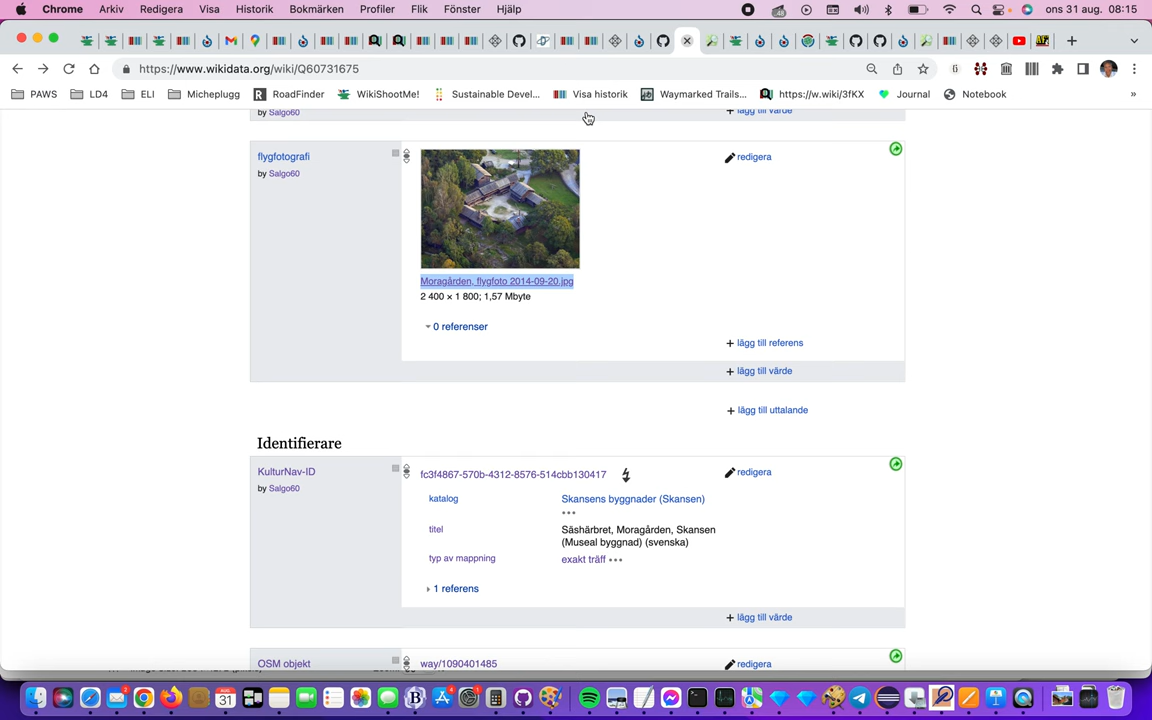 Chrome Arkiv Redigera Visa Historik Bokmärken Profiler Flik Fönster Hjälp ons 31 aug. 08:15
https://www.wikidata.org/wiki/Q60731675
PAWS LD4 ELI Micheplugg RoadFinder WikiShootMe! Sustainable Devel... Visa historik Waymarked Trails... https://w.wiki/3fKX Journal Notebook »
by Salgo60 + lägg till värde
flygfotografi redigera
by Salgo60
Moragården, flygfoto 2014-09-20.jpg
2 400 × 1 800; 1,57 Mbyte
0 referenser
+ lägg till referens
+ lägg till värde
+ lägg till uttalande
Identifierare
KulturNav-ID fc3f4867-570b-4312-8576-514cbb130417 redigera
by Salgo60
katalog Skansens byggnader (Skansen)
•••
titel Säshärbret, Moragården, Skansen
(Museal byggnad) (svenska)
typ av mappning exakt träff •••
1 referens
+ lägg till värde
OSM objekt way/1090401485 redigera